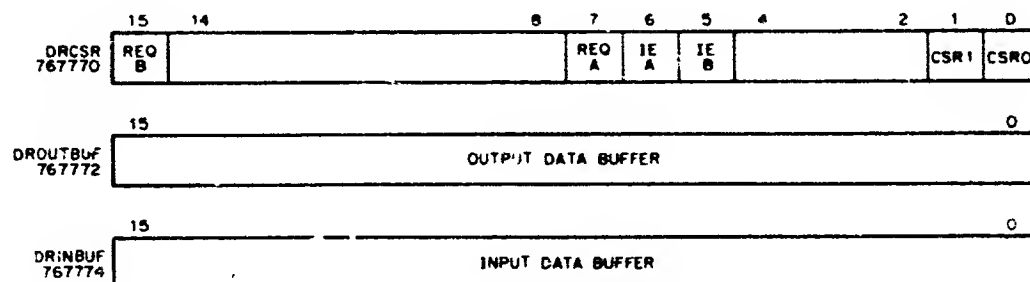 15 14 8 7 6 5 4 2 1 0
DRCSR 767770
REQ B REQ A IE A IE B CSR1 CSR0
15 0
DROUTBUF 767772
OUTPUT DATA BUFFER
15 0
DRINBUF 767774
INPUT DATA BUFFER